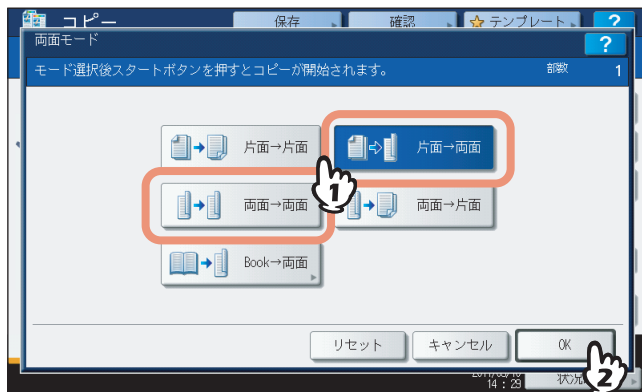 コピー 保存 確認 テンプレート ?
両面モード ?
モード選択後スタートボタンを押すとコピーが開始されます。 部数 1
片面→片面 片面→両面
1
両面→両面 両面→片面
Book→両面
リセット キャンセル OK
2
14:29 状況